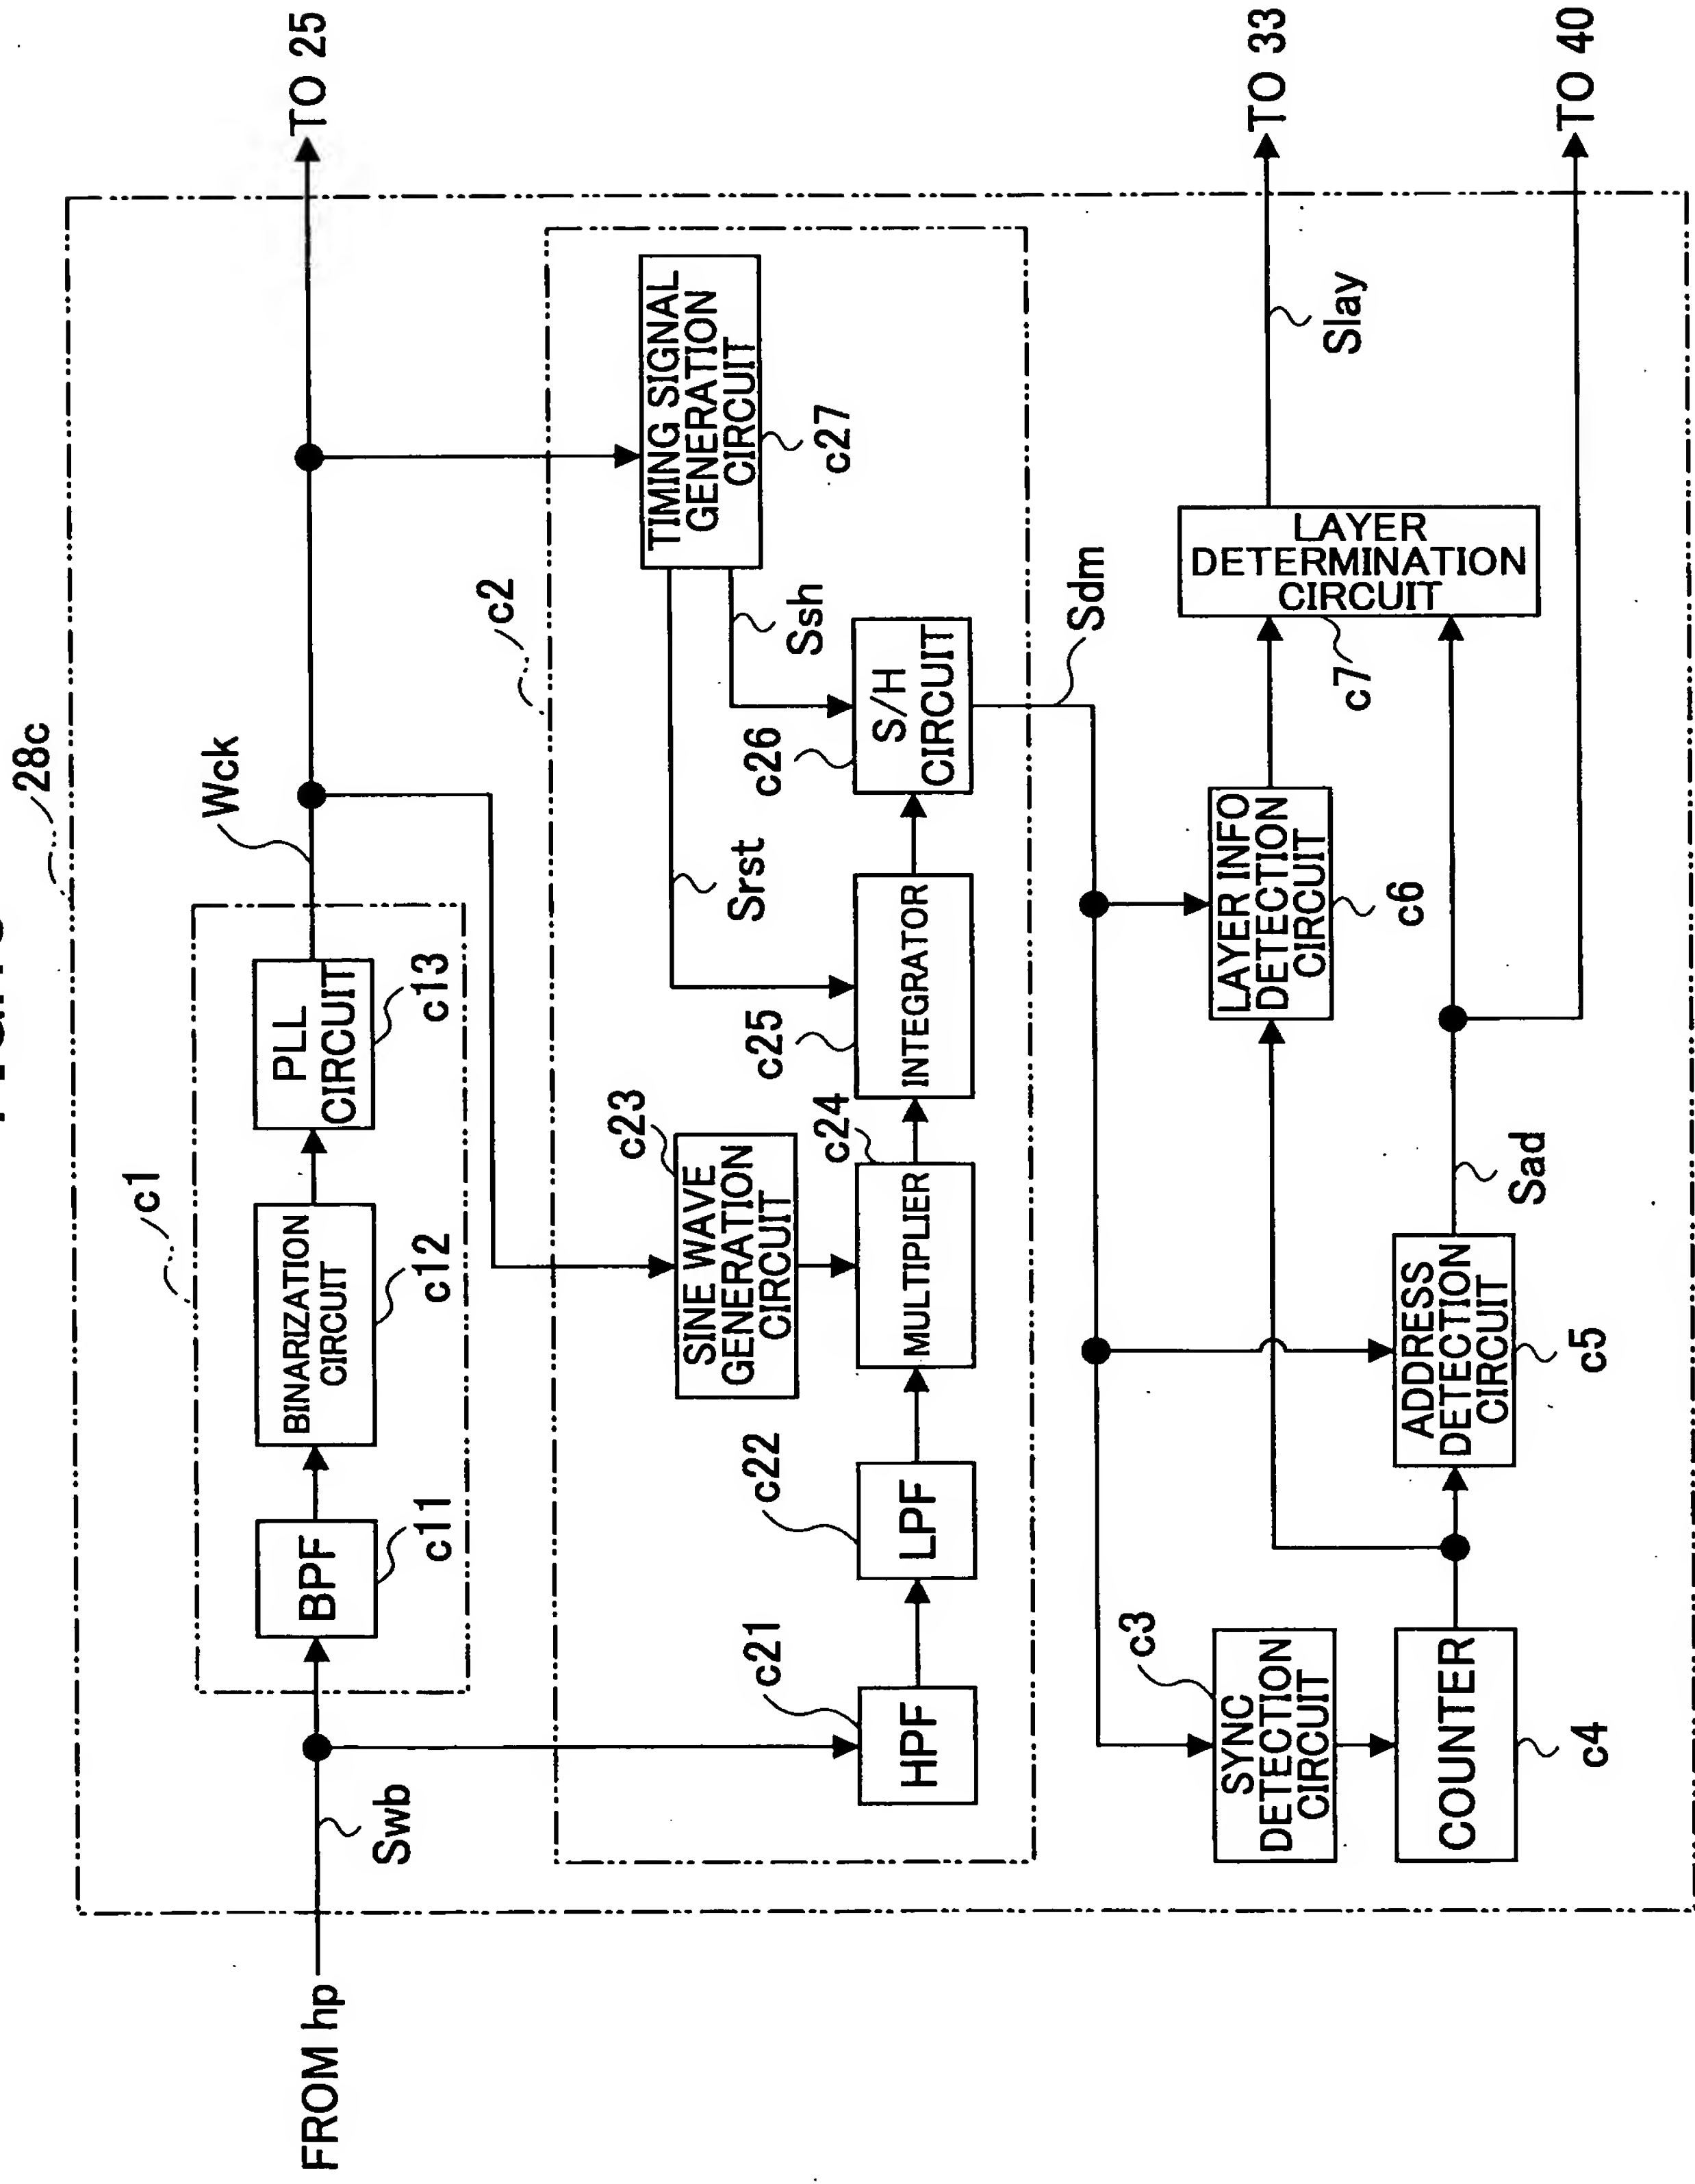 28c
FROM hp
Swb
c1
BPF
c11
BINARIZATION
CIRCUIT
c12
PLL
CIRCUIT
c13
Wck
TO 25
c2
HPF
c21
LPF
c22
SINE WAVE
GENERATION
CIRCUIT
c23
MULTIPLIER
c24
INTEGRATOR
c25
S/H
CIRCUIT
c26
TIMING SIGNAL
GENERATION
CIRCUIT
c27
Srst
Ssh
Sdm
SYNC
DETECTION
CIRCUIT
c3
COUNTER
c4
ADDRESS
DETECTION
CIRCUIT
c5
Sad
LAYER INFO
DETECTION
CIRCUIT
c6
LAYER
DETERMINATION
CIRCUIT
c7
Slay
TO 33
TO 40